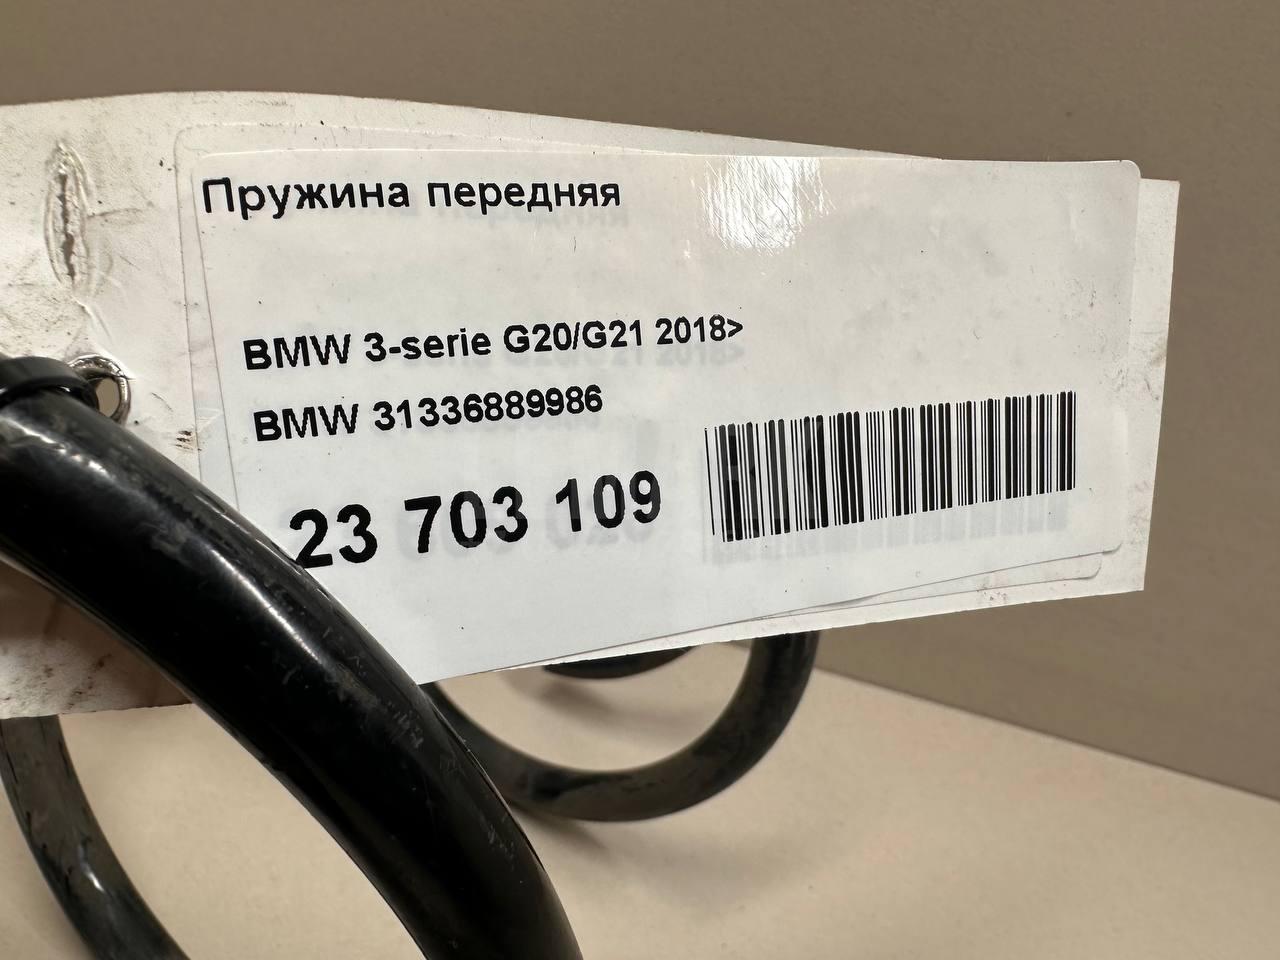 Пружина передняя
BMW 3-serie G20/G21 2018>
BMW 31336889986
23 703 109